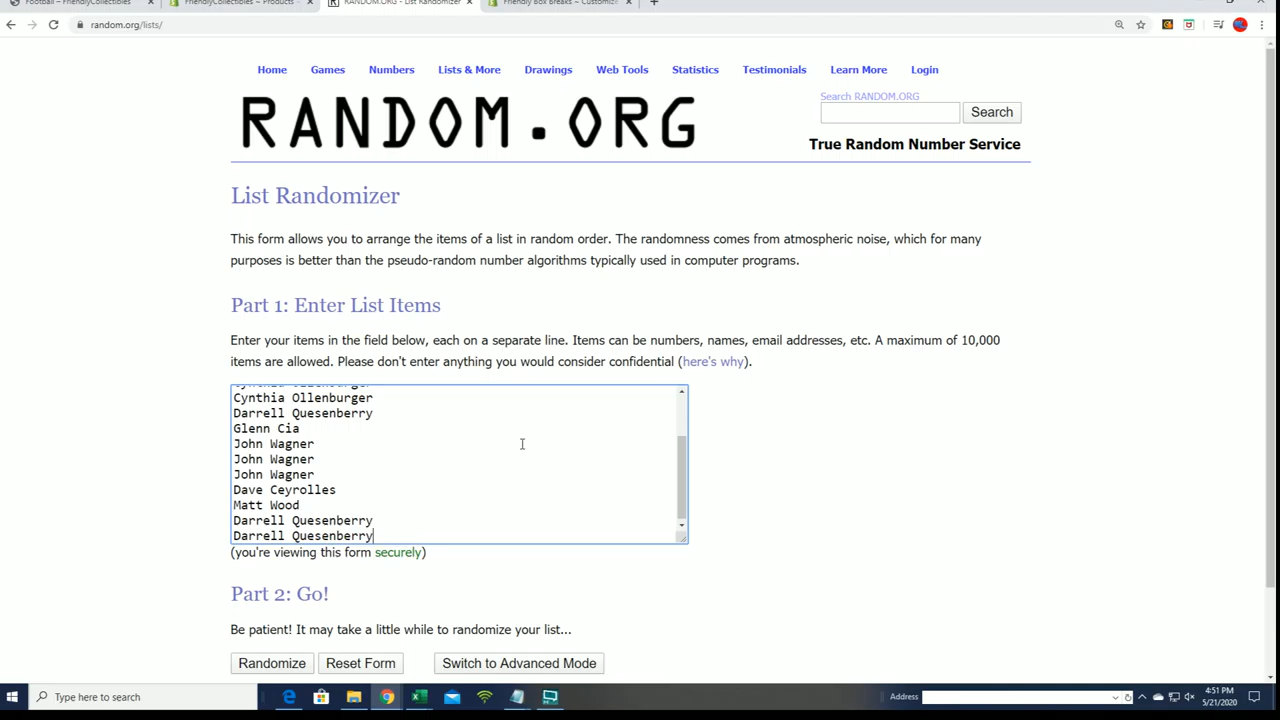 Football – FriendlyCollectibles
FriendlyCollectibles ~ Products
RANDOM.ORG - List Randomizer
Friendly Box Breaks ~ Customize
random.org/lists/
Home Games Numbers Lists & More Drawings Web Tools Statistics Testimonials Learn More Login
RANDOM.ORG
Search RANDOM.ORG
Search
True Random Number Service
List Randomizer
This form allows you to arrange the items of a list in random order. The randomness comes from atmospheric noise, which for many
purposes is better than the pseudo-random number algorithms typically used in computer programs.
Part 1: Enter List Items
Enter your items in the field below, each on a separate line. Items can be numbers, names, email addresses, etc. A maximum of 10,000
items are allowed. Please don't enter anything you would consider confidential (here's why).
Cynthia Ollenburger
Cynthia Ollenburger
Darrell Quesenberry
Glenn Cia
John Wagner
John Wagner
John Wagner
Dave Ceyrolles
Matt Wood
Darrell Quesenberry
Darrell Quesenberry
(you're viewing this form securely)
Part 2: Go!
Be patient! It may take a little while to randomize your list...
Randomize Reset Form Switch to Advanced Mode
Type here to search
Address
4:51 PM
5/21/2020